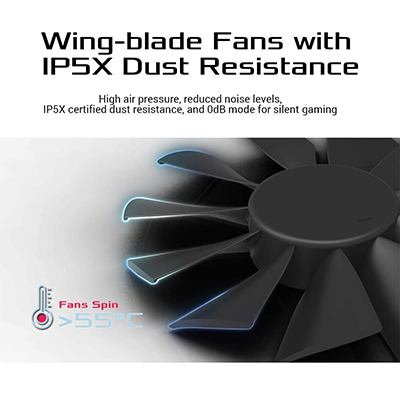 Wing-blade Fans with
IP5X Dust Resistance
High air pressure, reduced noise levels,
IP5X certified dust resistance, and 0dB mode for silent gaming
Fans Spin
>55°C